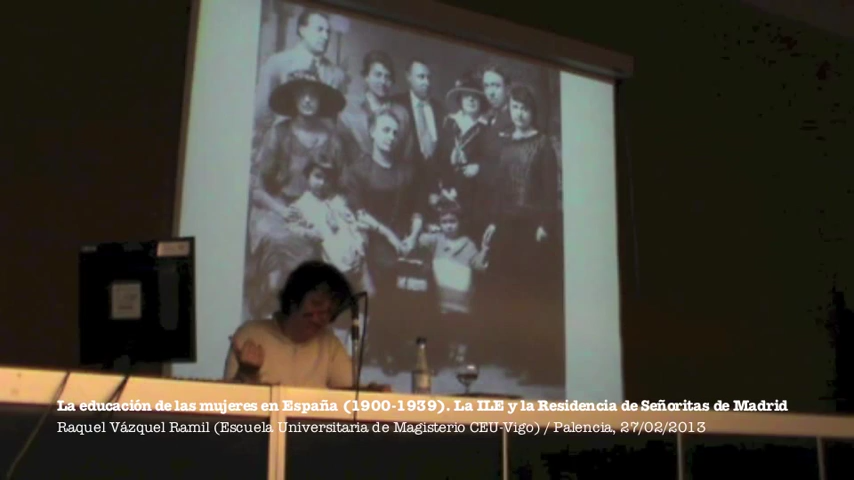 La educación de las mujeres en España (1900-1939). La ILE y la Residencia de Señoritas de Madrid
Raquel Vázquel Ramil (Escuela Universitaria de Magisterio CEU-Vigo) / Palencia, 27/02/2013